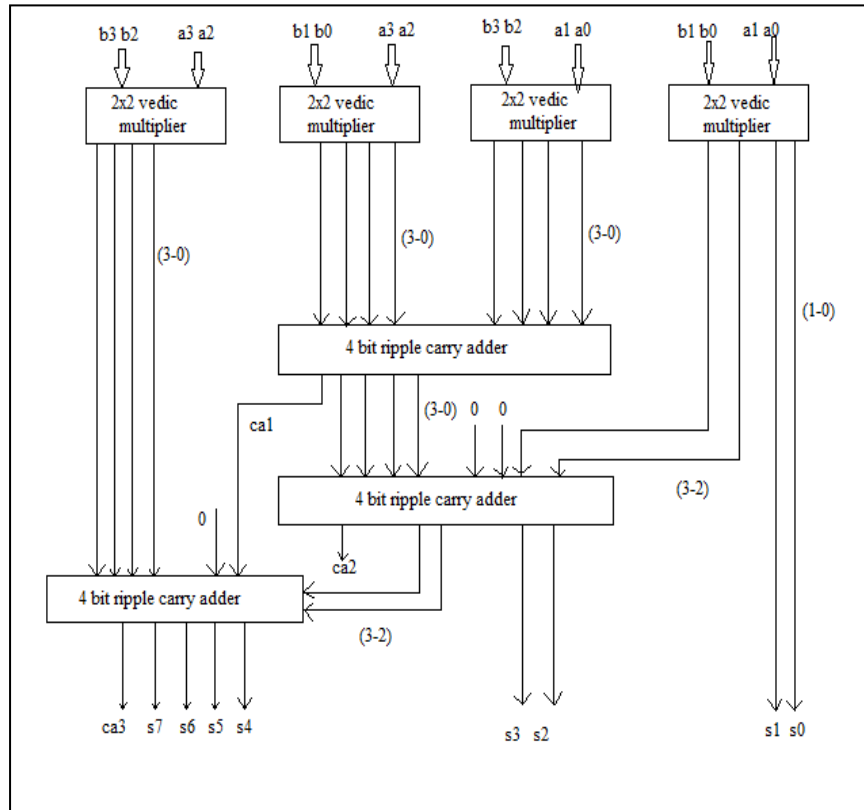 b3 b2 a3 a2 b1 b0 a3 a2 b3 b2 a1 a0 b1 b0 a1 a0
2x2 vedic
multiplier
2x2 vedic
multiplier
2x2 vedic
multiplier
2x2 vedic
multiplier
(3-0)
(3-0)
(3-0)
(1-0)
4 bit ripple carry adder
ca1
(3-0)
0 0
(3-2)
4 bit ripple carry adder
0
ca2
4 bit ripple carry adder
(3-2)
ca3 s7 s6 s5 s4
s3 s2
s1 s0